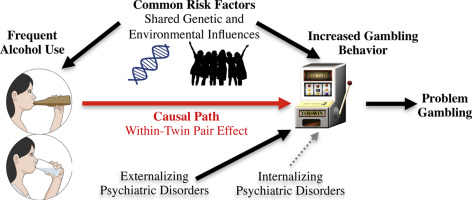 Common Risk Factors
Shared Genetic and
Environmental Influences
Frequent
Alcohol Use
Increased Gambling
Behavior
Causal Path
Within-Twin Pair Effect
Problem
Gambling
Externalizing
Psychiatric Disorders
Internalizing
Psychiatric Disorders